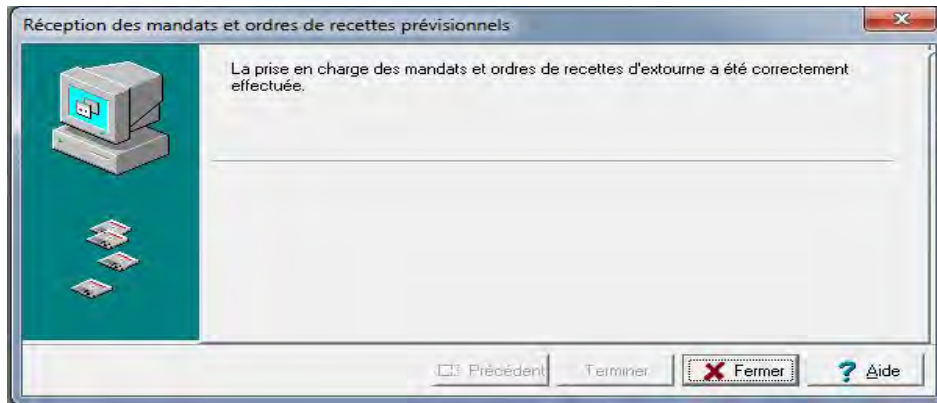 Réception des mandats et ordres de recettes prévisionnels
La prise en charge des mandats et ordres de recettes d'extourne a été correctement
effectuée.
Précédent Terminer Fermer Aide